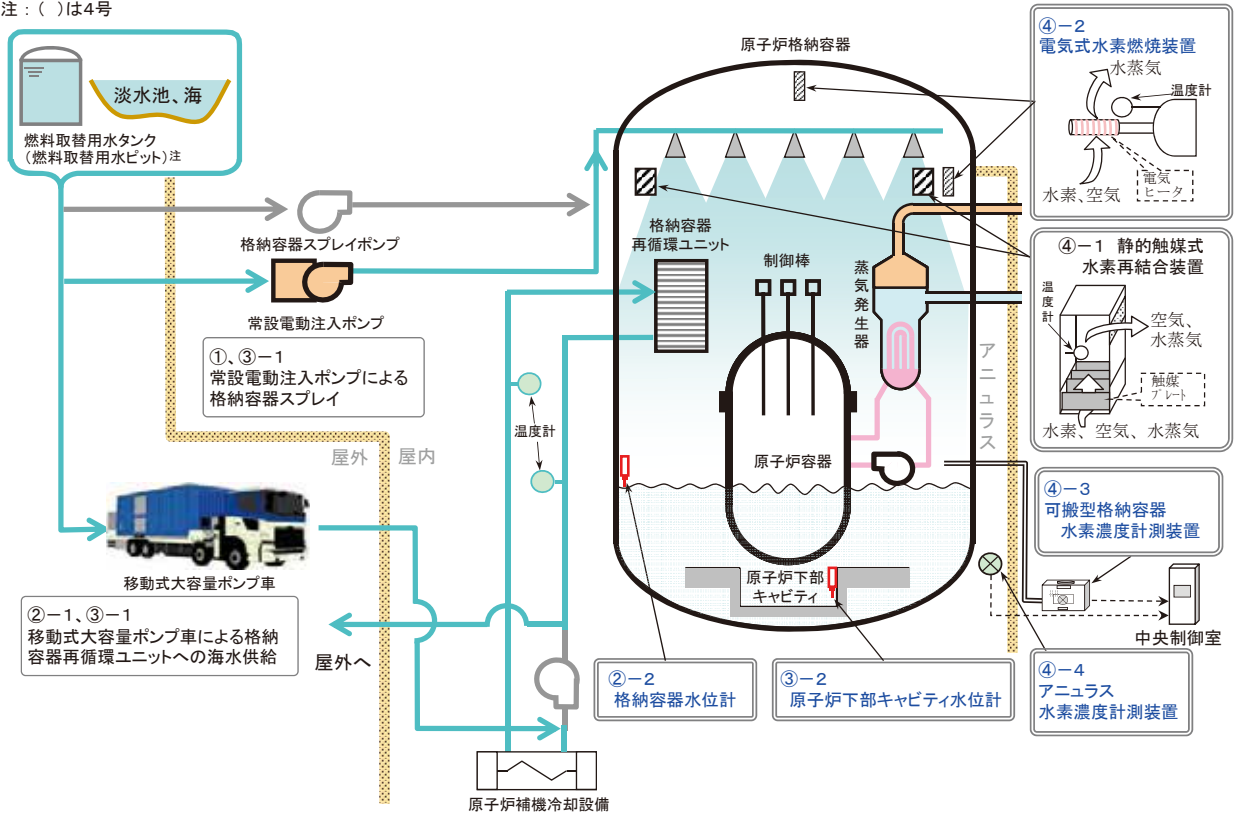 注：( )は4号
淡水池、海
燃料取替用水タンク
(燃料取替用水ピット)注
格納容器スプレイポンプ
常設電動注入ポンプ
①、③－1
常設電動注入ポンプによる
格納容器スプレイ
屋外
屋内
移動式大容量ポンプ車
②－1、③－1
移動式大容量ポンプ車による格納
容器再循環ユニットへの海水供給
屋外へ
温度計
原子炉補機冷却設備
原子炉格納容器
格納容器
再循環ユニット
制御棒
蒸気発生器
原子炉容器
原子炉下部
キャビティ
アニュラス
②－2
格納容器水位計
③－2
原子炉下部キャビティ水位計
④－2
電気式水素燃焼装置
水蒸気
温度計
水素、空気
電気
ヒータ
④－1 静的触媒式
水素再結合装置
温度計
空気、
水蒸気
触媒
プレート
水素、空気、水蒸気
④－3
可搬型格納容器
水素濃度計測装置
中央制御室
④－4
アニュラス
水素濃度計測装置